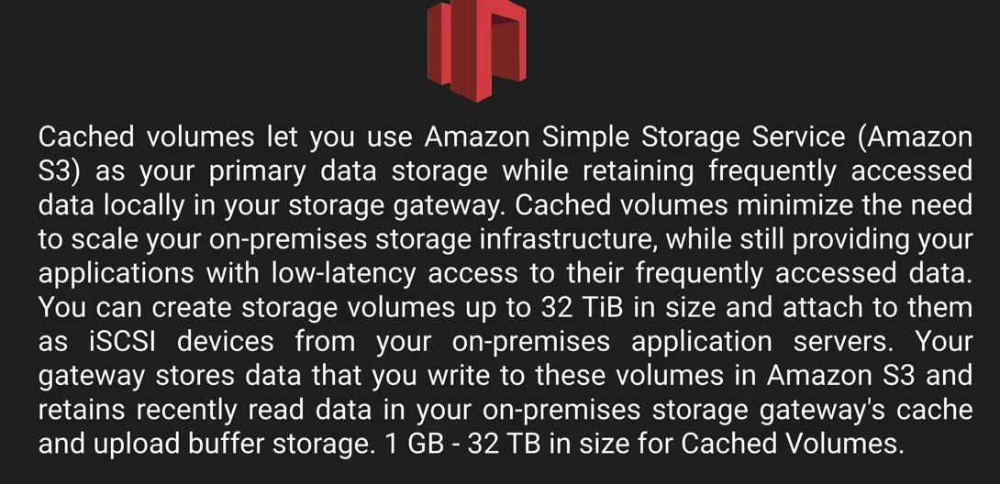 Cached volumes let you use Amazon Simple Storage Service (Amazon
S3) as your primary data storage while retaining frequently accessed
data locally in your storage gateway. Cached volumes minimize the need
to scale your on-premises storage infrastructure, while still providing your
applications with low-latency access to their frequently accessed data.
You can create storage volumes up to 32 TiB in size and attach to them
as iSCSI devices from your on-premises application servers. Your
gateway stores data that you write to these volumes in Amazon S3 and
retains recently read data in your on-premises storage gateway's cache
and upload buffer storage. 1 GB - 32 TB in size for Cached Volumes.